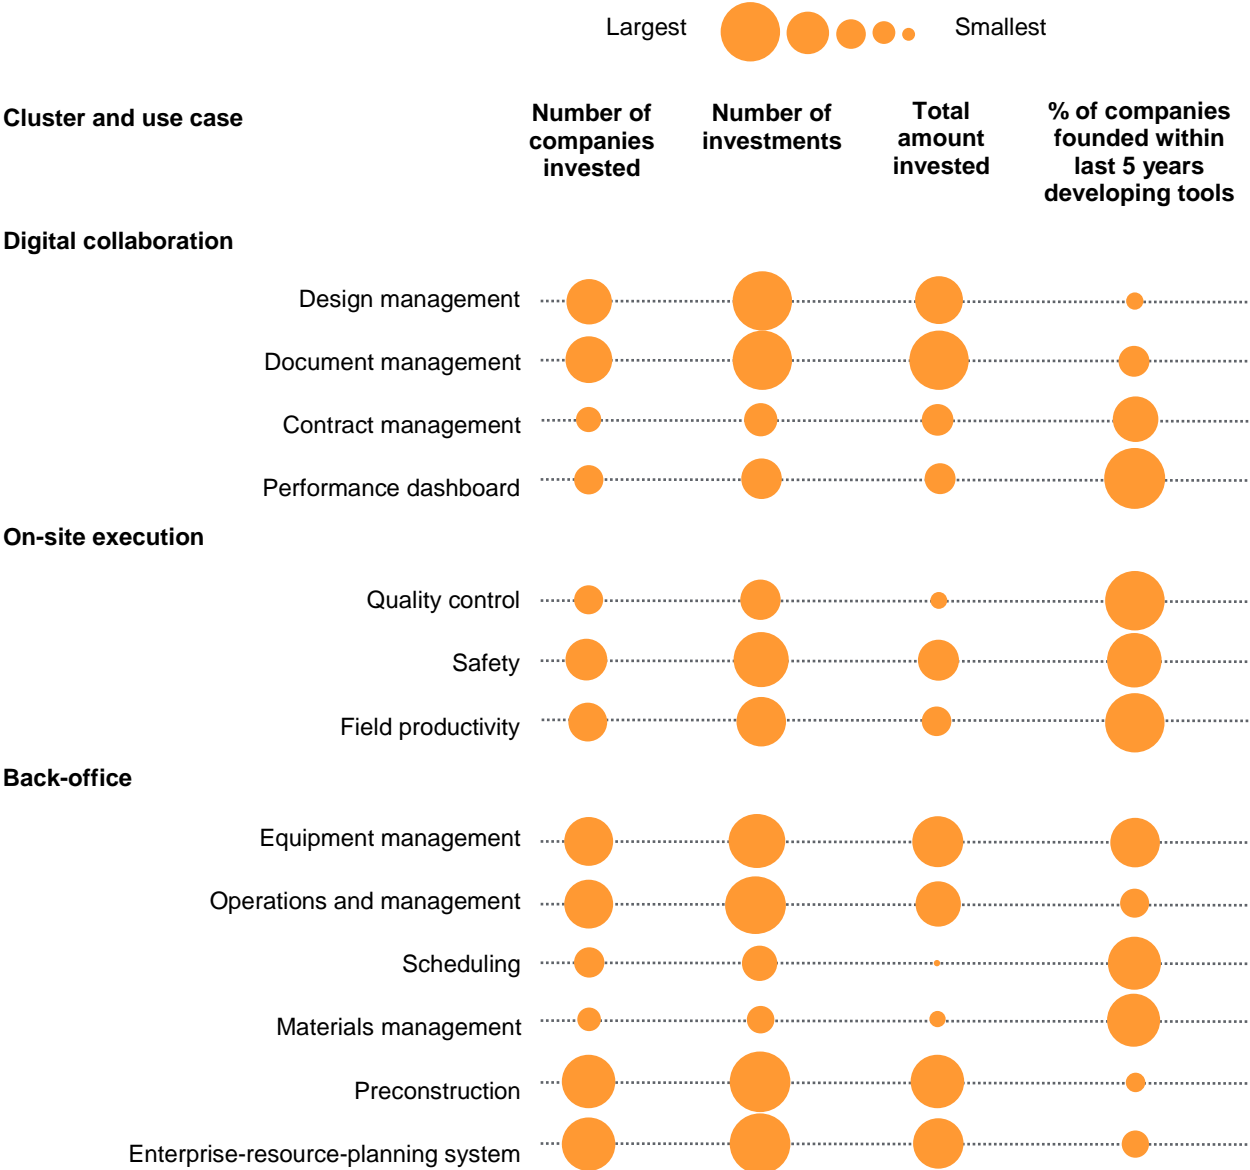 Largest Smallest
Cluster and use case
Number of
companies
invested
Number of
investments
Total
amount
invested
% of companies
founded within
last 5 years
developing tools
Digital collaboration
Design management
Document management
Contract management
Performance dashboard
On-site execution
Quality control
Safety
Field productivity
Back-office
Equipment management
Operations and management
Scheduling
Materials management
Preconstruction
Enterprise-resource-planning system